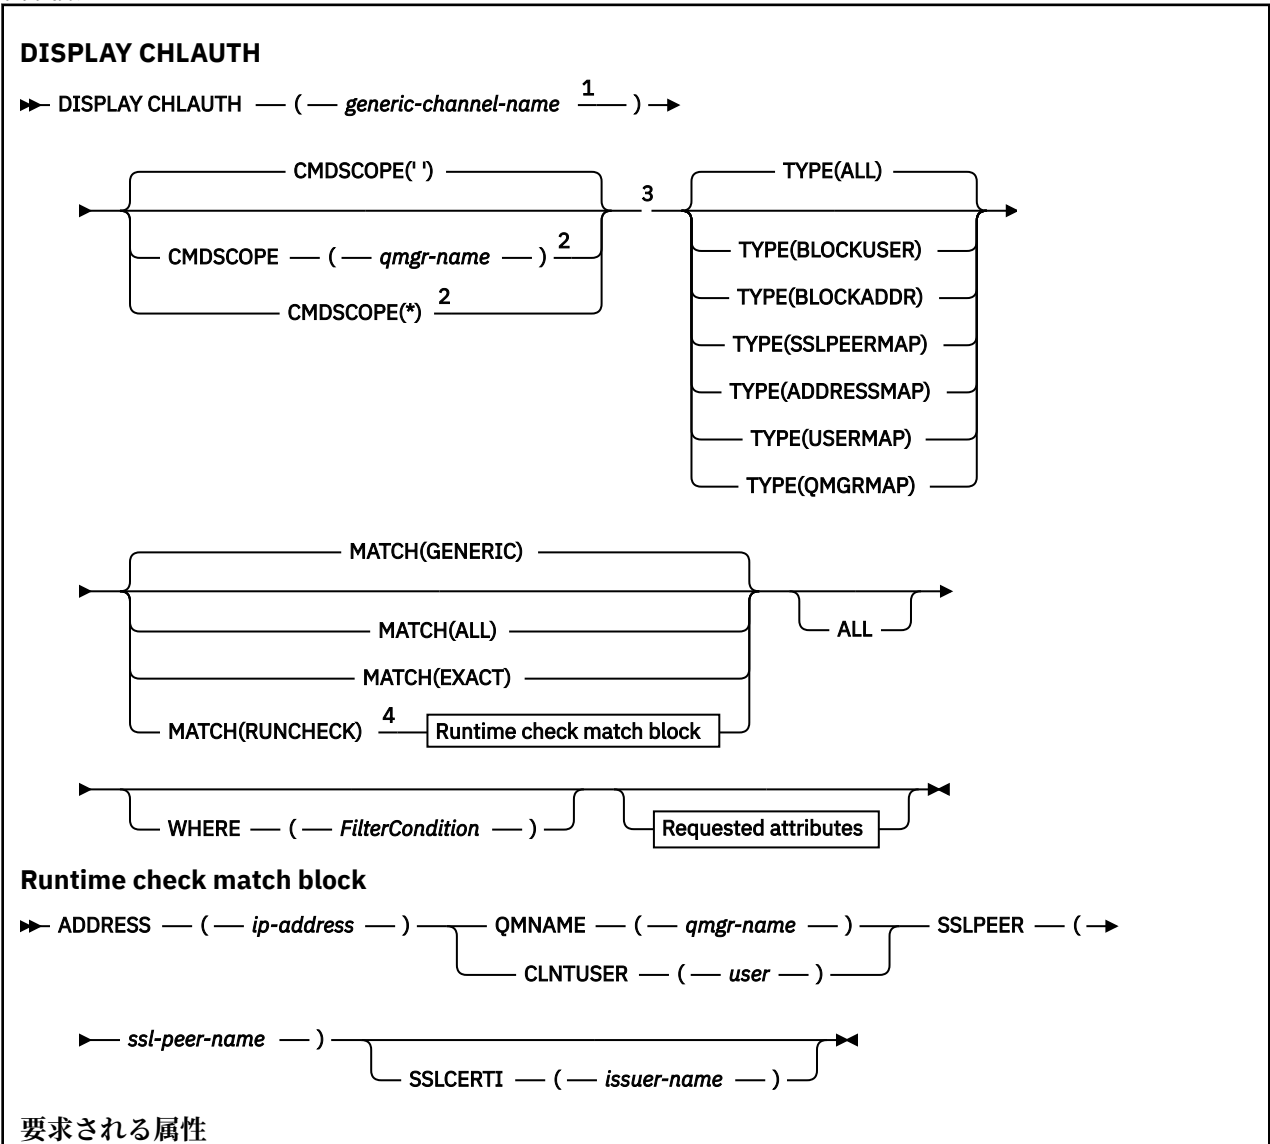 DISPLAY CHLAUTH
DISPLAY CHLAUTH ( generic-channel-name 1 )
CMDSCOPE(' ')
CMDSCOPE ( qmgr-name ) 2
CMDSCOPE(*) 2
3
TYPE(ALL)
TYPE(BLOCKUSER)
TYPE(BLOCKADDR)
TYPE(SSLPEERMAP)
TYPE(ADDRESSMAP)
TYPE(USERMAP)
TYPE(QMGRMAP)
MATCH(GENERIC)
MATCH(ALL)
MATCH(EXACT)
MATCH(RUNCHECK) 4 Runtime check match block
ALL
WHERE ( FilterCondition )
Requested attributes
Runtime check match block
ADDRESS ( ip-address ) QMNAME ( qmgr-name ) SSLPEER (
CLNTUSER ( user )
ssl-peer-name )
SSLCERTI ( issuer-name )
要求される属性